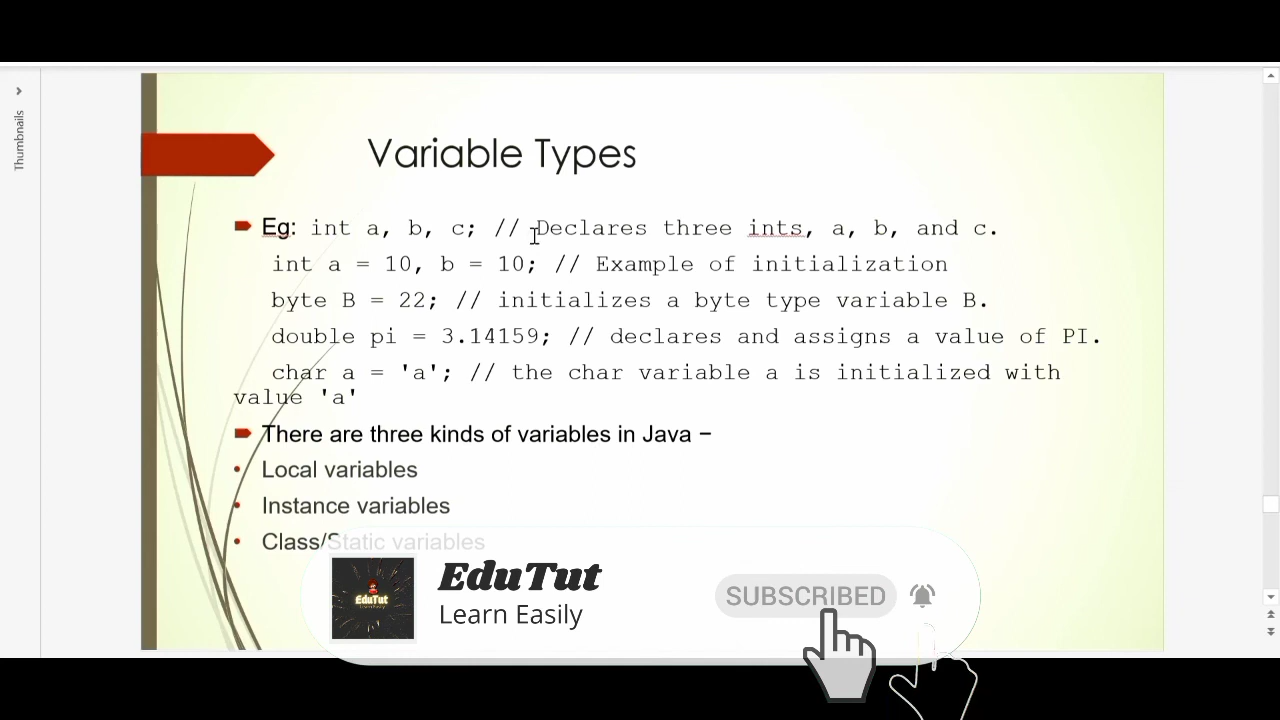 Thumbnails
Variable Types
Eg: int a, b, c; // Declares three ints, a, b, and c.
int a = 10, b = 10; // Example of initialization
byte B = 22; // initializes a byte type variable B.
double pi = 3.14159; // declares and assigns a value of PI.
char a = 'a'; // the char variable a is initialized with
value 'a'
There are three kinds of variables in Java −
Local variables
Instance variables
Class/Static variables
EduTut
EduTut
Learn Easily
SUBSCRIBED